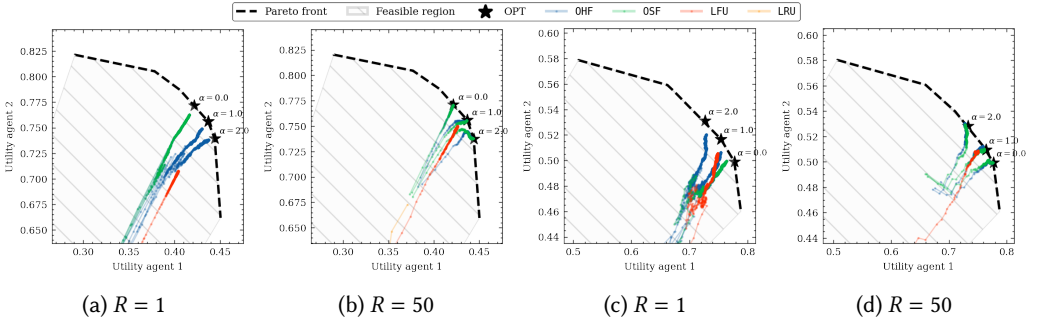 Pareto front Feasible region OPT OHF OSF LFU LRU
0.825
0.800
0.775
0.750
0.725
0.700
0.675
0.650
Utility agent 2
α=0.0
α=1.0
α=2.0
0.30 0.35 0.40 0.45
Utility agent 1
(a) R = 1
0.825
0.800
0.775
0.750
0.725
0.700
0.675
0.650
Utility agent 2
α=0.0
α=1.0
α=2.0
0.30 0.35 0.40 0.45
Utility agent 1
(b) R = 50
0.60
0.58
0.56
0.54
0.52
0.50
0.48
0.46
0.44
Utility agent 2
α=2.0
α=1.0
α=0.0
0.5 0.6 0.7 0.8
Utility agent 1
(c) R = 1
0.60
0.58
0.56
0.54
0.52
0.50
0.48
0.46
0.44
Utility agent 2
α=2.0
α=1.0
α=0.0
0.5 0.6 0.7 0.8
Utility agent 1
(d) R = 50